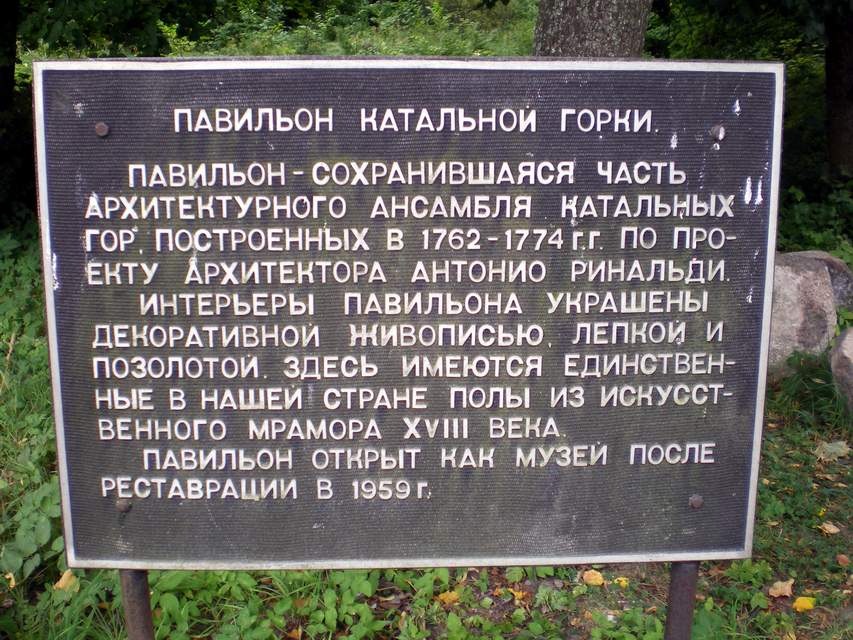 ПАВИЛЬОН КАТАЛЬНОЙ ГОРКИ.
ПАВИЛЬОН - СОХРАНИВШАЯСЯ ЧАСТЬ
АРХИТЕКТУРНОГО АНСАМБЛЯ КАТАЛЬНЫХ
ГОР, ПОСТРОЕННЫХ В 1762-1774 Г.Г. ПО ПРО-
ЕКТУ АРХИТЕКТОРА АНТОНИО РИНАЛЬДИ.
ИНТЕРЬЕРЫ ПАВИЛЬОНА УКРАШЕНЫ
ДЕКОРАТИВНОЙ ЖИВОПИСЬЮ, ЛЕПКОЙ И
ПОЗОЛОТОЙ. ЗДЕСЬ ИМЕЮТСЯ ЕДИНСТВЕН-
НЫЕ В НАШЕЙ СТРАНЕ ПОЛЫ ИЗ ИСКУССТ-
ВЕННОГО МРАМОРА XVIII ВЕКА.
ПАВИЛЬОН ОТКРЫТ КАК МУЗЕЙ ПОСЛЕ
РЕСТАВРАЦИИ В 1959 Г.